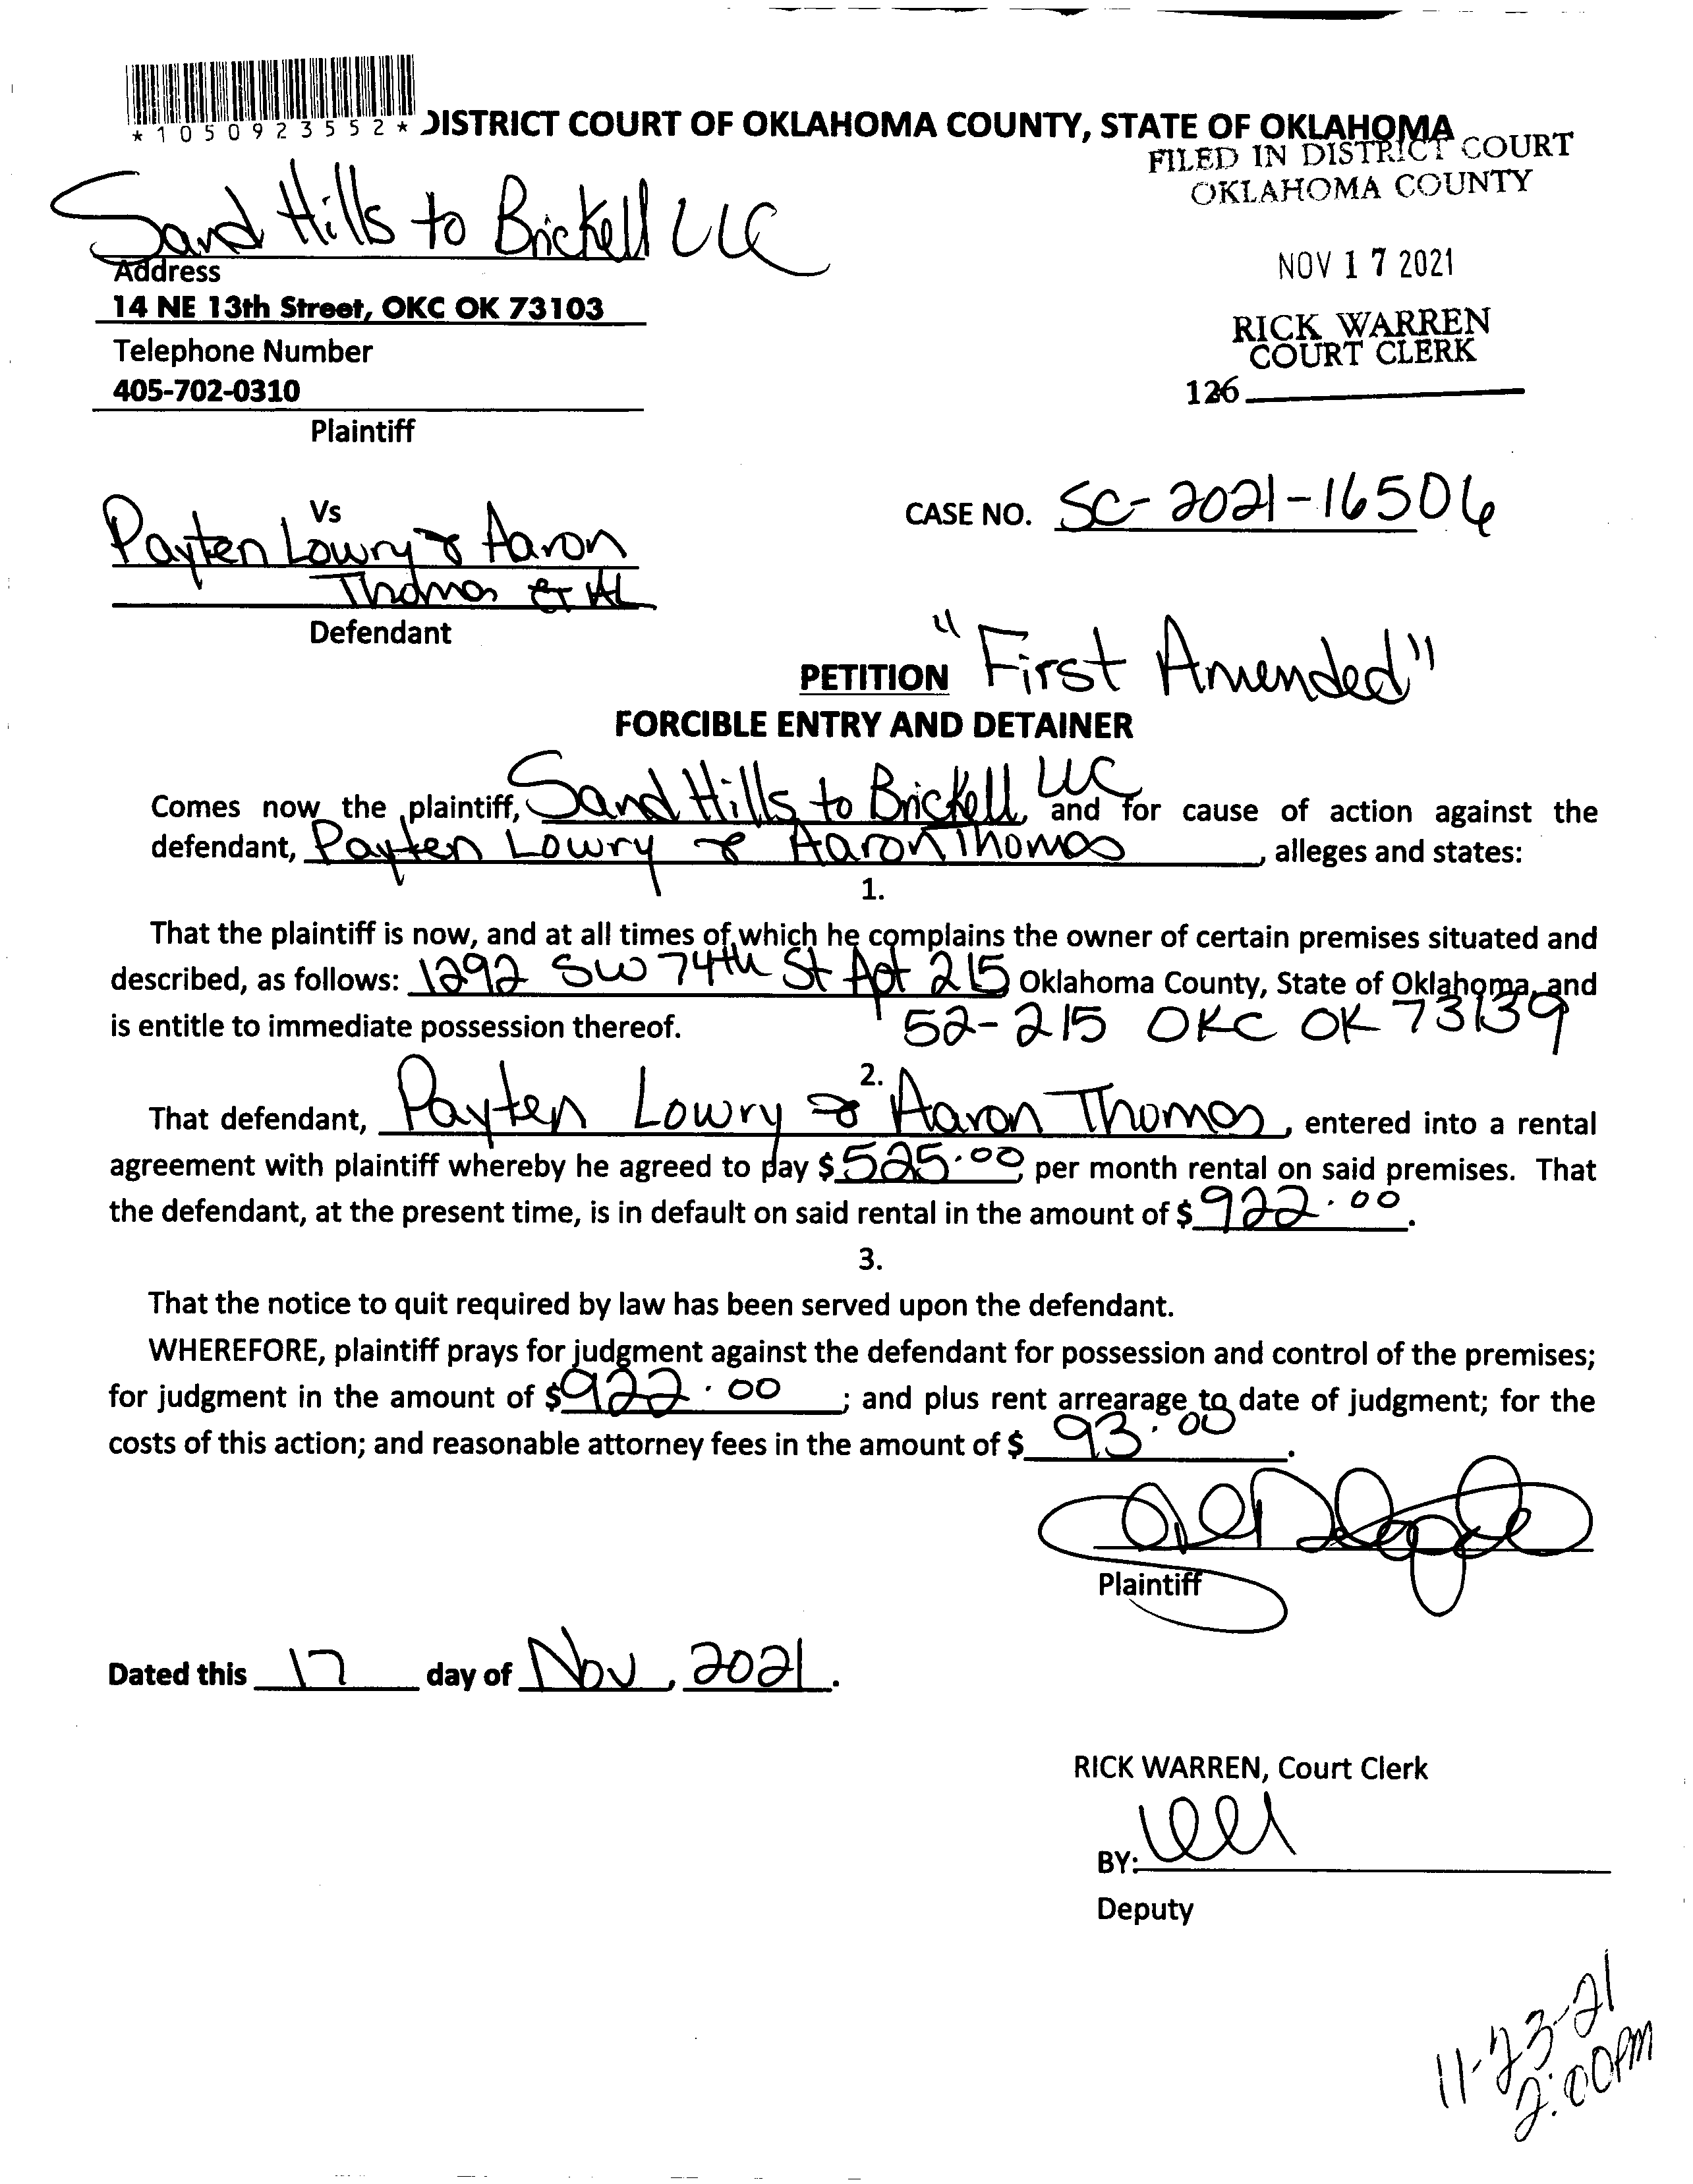 *1050923552* DISTRICT COURT OF OKLAHOMA COUNTY, STATE OF OKLAHOMA
FILED IN DISTRICT COURT
OKLAHOMA COUNTY
Sand Hills to Brickell LLC
Address
14 NE 13th Street, OKC OK 73103
Telephone Number
405-702-0310
Plaintiff
NOV 17 2021
RICK WARREN
COURT CLERK
126
Vs
Payten Lowry & Aaron
Thomas et AL
Defendant
CASE NO. SC-2021-16506
PETITION "First Amended"
FORCIBLE ENTRY AND DETAINER
Comes now the plaintiff, Sand Hills to Brickell LLC, and for cause of action against the
defendant, Payten Lowry & Aaron Thomas, alleges and states:
1.
That the plaintiff is now, and at all times of which he complains the owner of certain premises situated and
described, as follows: 1292 SW 74th St Apt 215 Oklahoma County, State of Oklahoma, and
is entitle to immediate possession thereof. 52-215 OKC OK 73139
2.
That defendant, Payten Lowry & Aaron Thomas, entered into a rental
agreement with plaintiff whereby he agreed to pay $525.00 per month rental on said premises. That
the defendant, at the present time, is in default on said rental in the amount of $922.00.
3.
That the notice to quit required by law has been served upon the defendant.
WHEREFORE, plaintiff prays for judgment against the defendant for possession and control of the premises;
for judgment in the amount of $922.00; and plus rent arrearage to date of judgment; for the
costs of this action; and reasonable attorney fees in the amount of $93.00.
Plaintiff
Dated this 17 day of Nov, 2021.
RICK WARREN, Court Clerk
BY:
Deputy
11-23-21
2:00PM